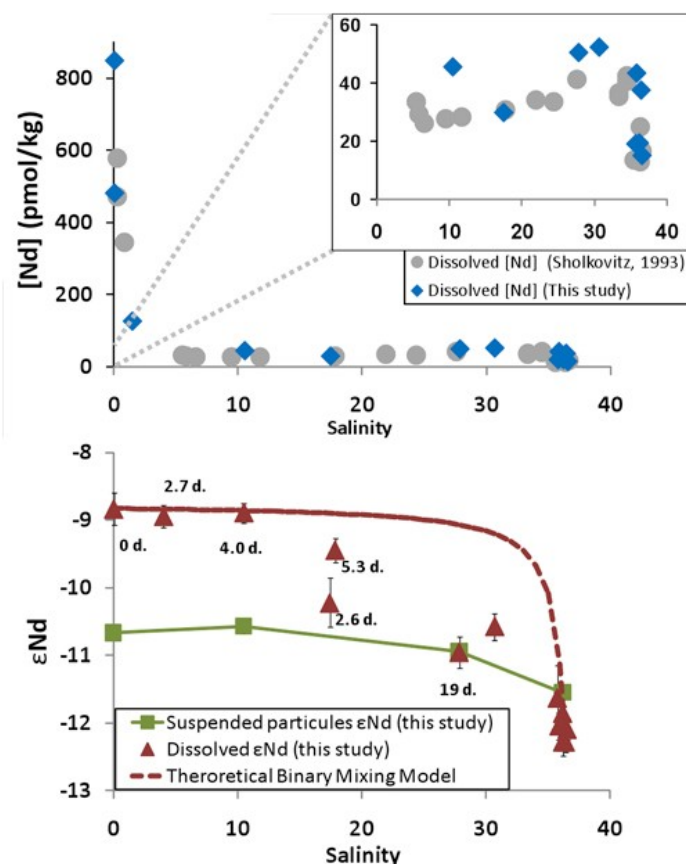 60
40
20
0
0 10 20 30 40
800
600
400
200
0
[Nd] (pmol/kg)
Dissolved [Nd] (Sholkovitz, 1993)
Dissolved [Nd] (This study)
0 10 20 30 40
Salinity
-8
-9
-10
-11
-12
-13
εNd
2.7 d.
0 d.
4.0 d.
5.3 d.
2.6 d.
19 d.
Suspended particules εNd (this study)
Dissolved εNd (this study)
Theroretical Binary Mixing Model
0 10 20 30 40
Salinity